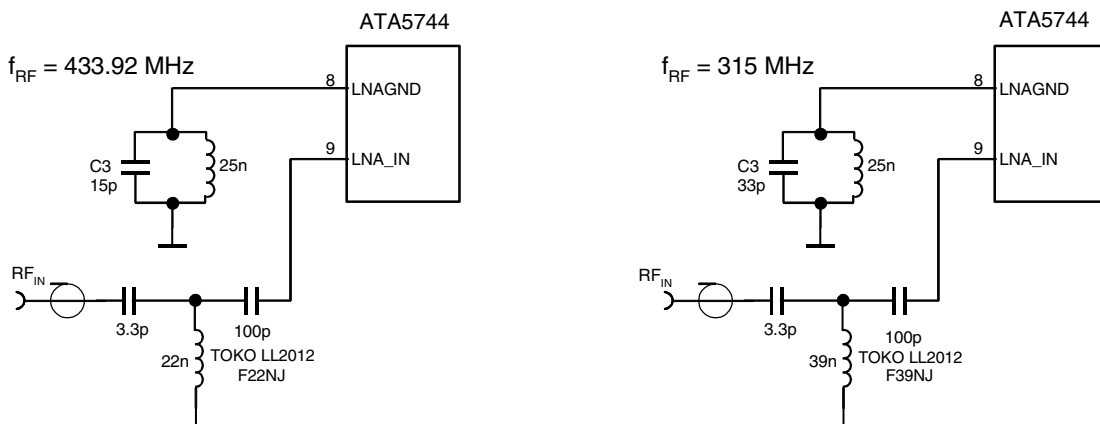 ATA5744
f_RF = 433.92 MHz
8
LNAGND
C3
15p
25n
9
LNA_IN
RF_IN
3.3p
100p
22n
TOKO LL2012
F22NJ
ATA5744
f_RF = 315 MHz
8
LNAGND
C3
33p
25n
9
LNA_IN
RF_IN
3.3p
100p
39n
TOKO LL2012
F39NJ